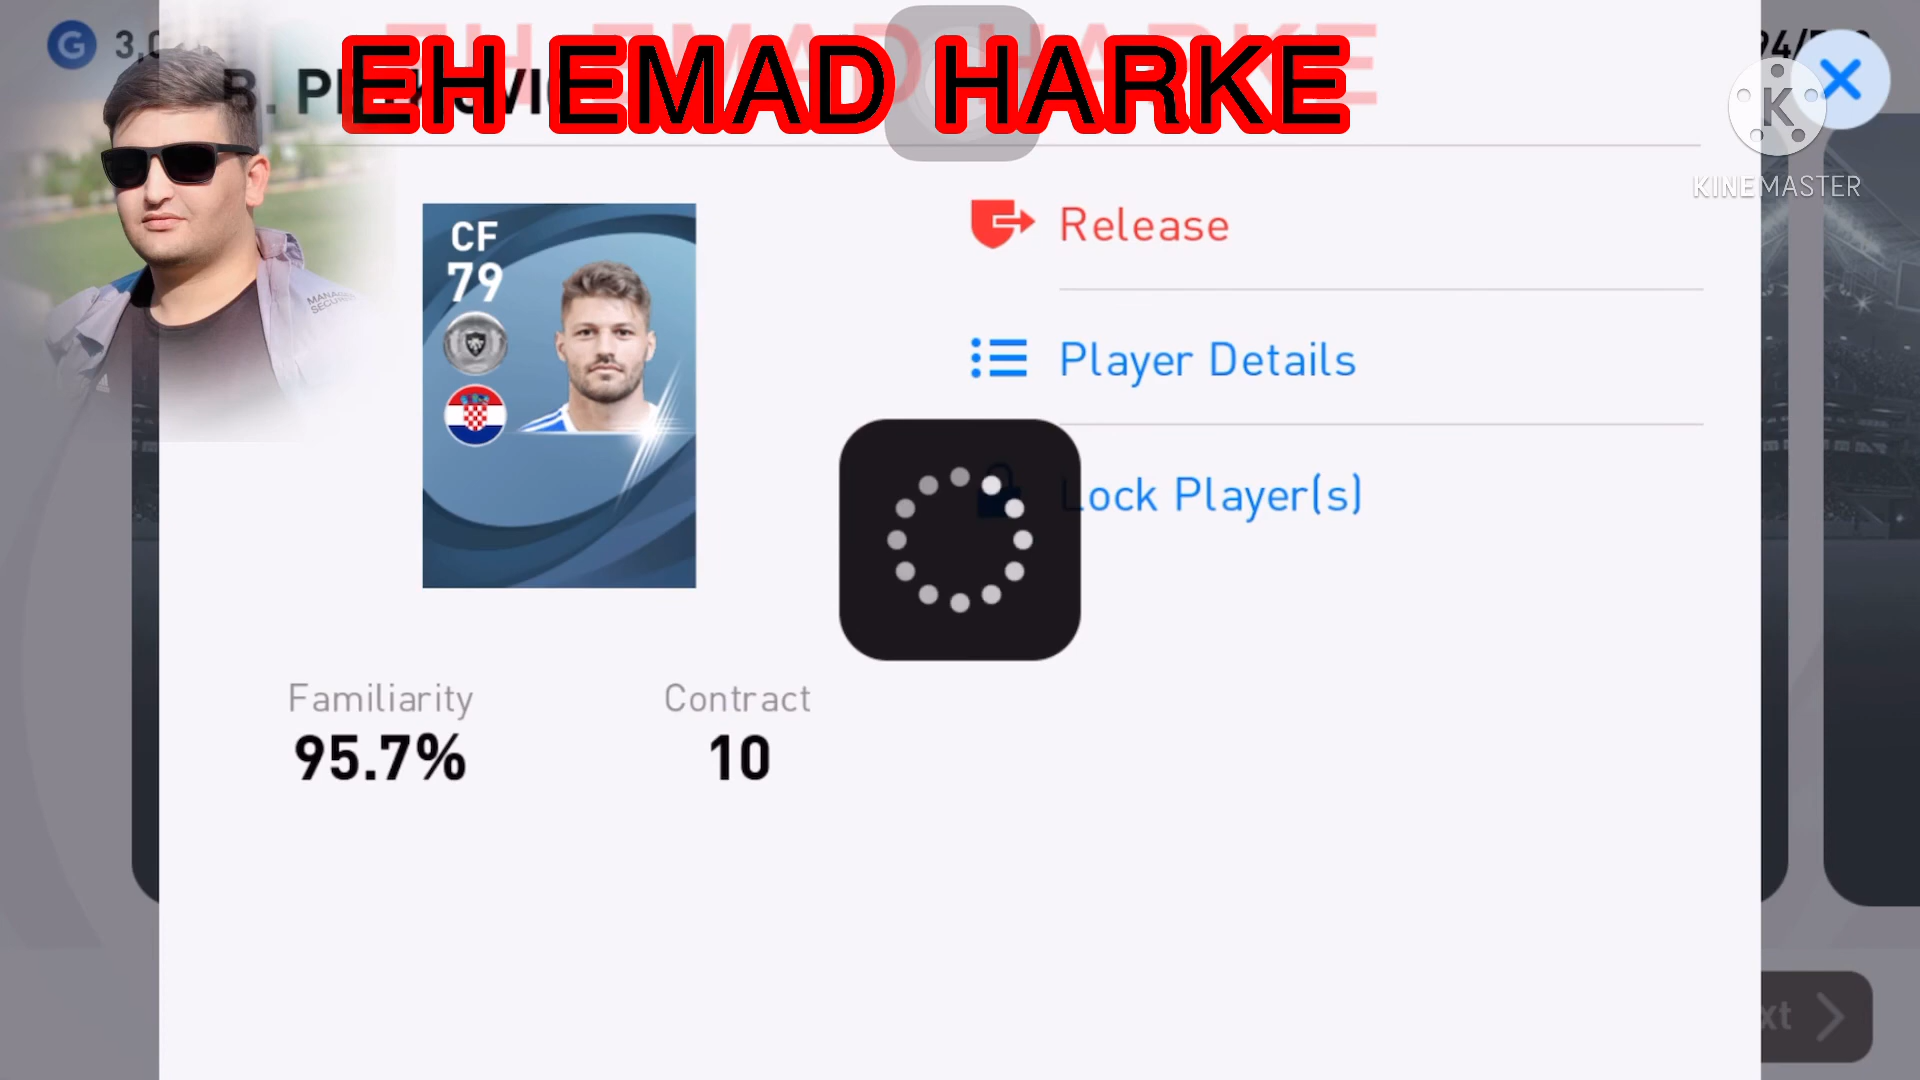 EH EMAD HARKE
KINEMASTER
CF
79
Release
Player Details
Lock Player(s)
Familiarity
95.7%
Contract
10